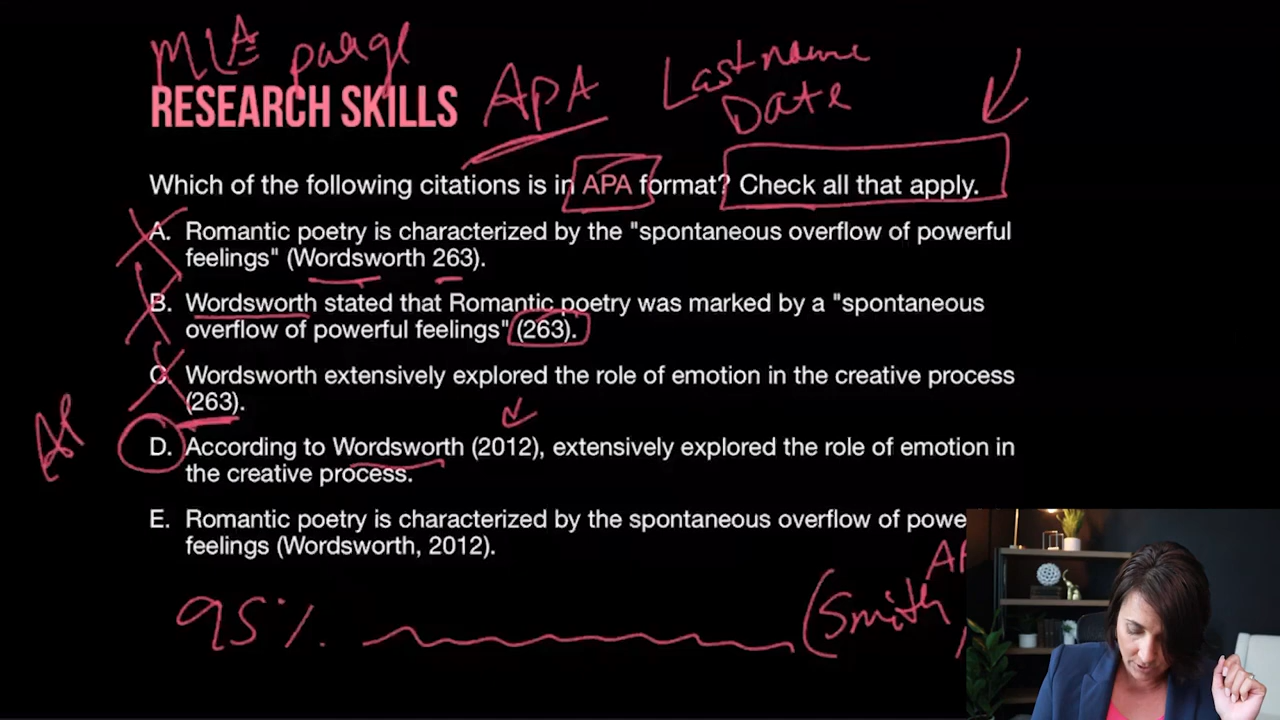 MLA page
RESEARCH SKILLS APA Last name
Date
Which of the following citations is in APA format? Check all that apply.
A. Romantic poetry is characterized by the "spontaneous overflow of powerful
feelings" (Wordsworth 263).
B. Wordsworth stated that Romantic poetry was marked by a "spontaneous
overflow of powerful feelings" (263).
C. Wordsworth extensively explored the role of emotion in the creative process
(263).
D. According to Wordsworth (2012), extensively explored the role of emotion in
the creative process.
E. Romantic poetry is characterized by the spontaneous overflow of powe
feelings (Wordsworth, 2012).
95% (Smith,